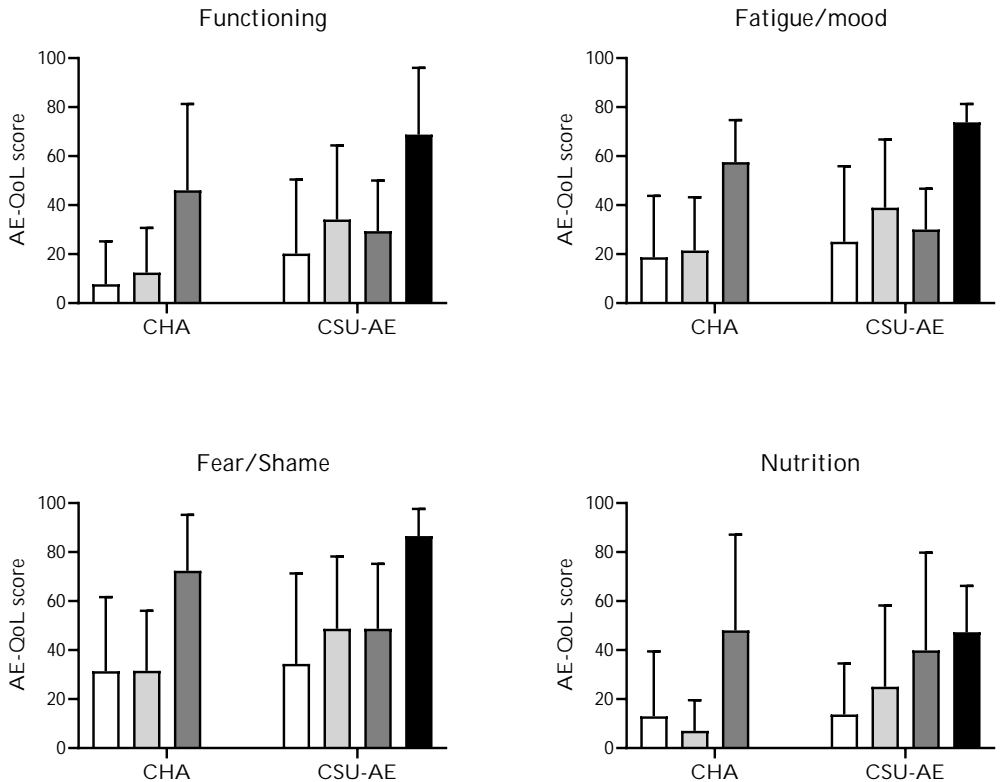 Functioning
AE-QoL score
100
80
60
40
20
0
CHA
CSU-AE
Fatigue/mood
AE-QoL score
100
80
60
40
20
0
CHA
CSU-AE
Fear/Shame
AE-QoL score
100
80
60
40
20
0
CHA
CSU-AE
Nutrition
AE-QoL score
100
80
60
40
20
0
CHA
CSU-AE